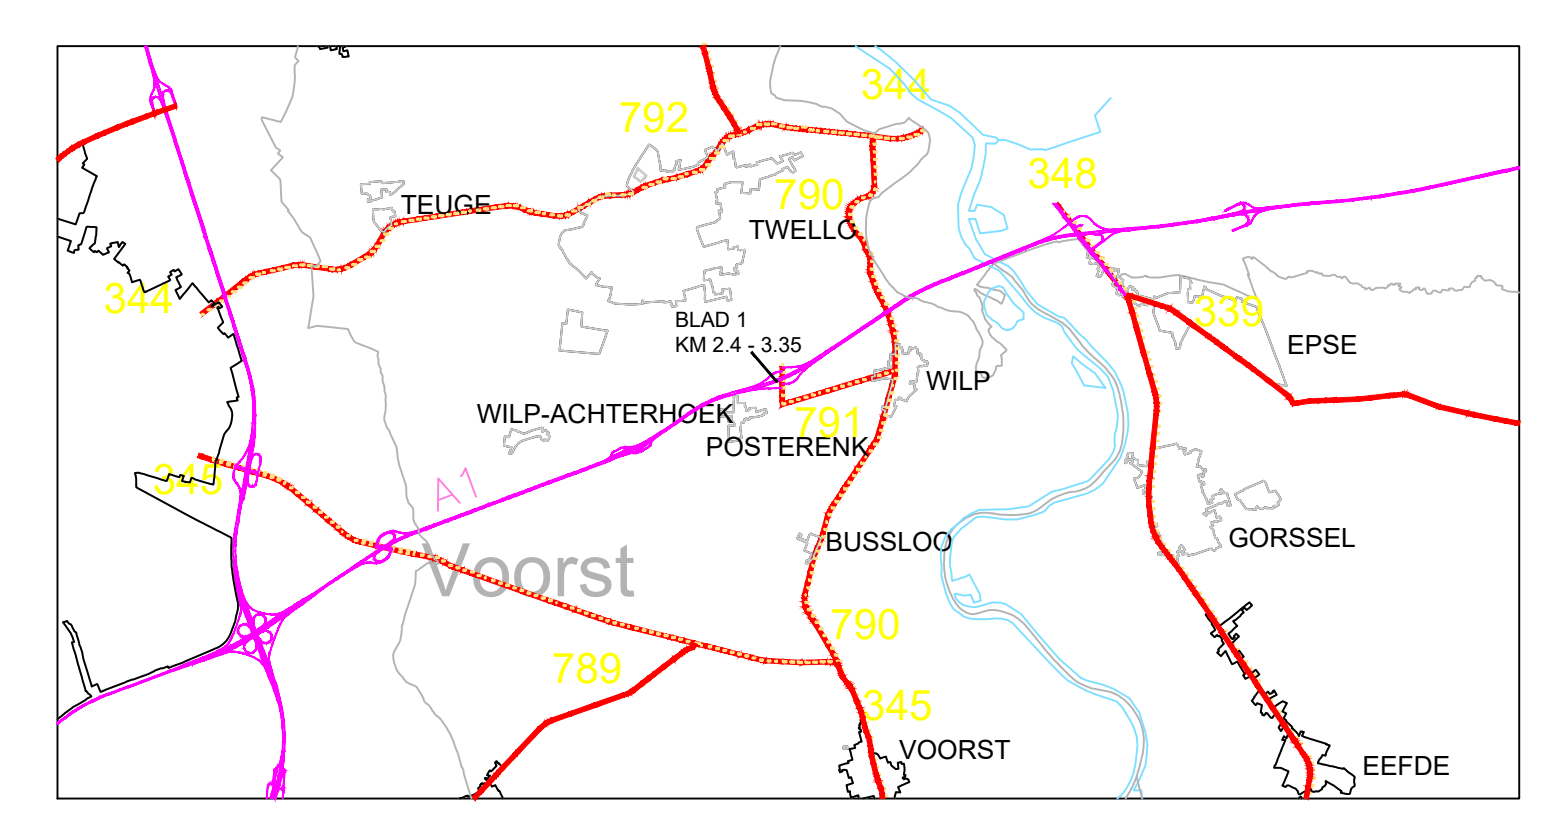 344
792
348
790
TEUGE
TWELLO
344
339
BLAD 1
KM 2.4 - 3.35
EPSE
WILP
WILP-ACHTERHOEK
791
POSTERENK
345
A1
GORSSEL
BUSSLOO
Voorst
790
789
345
VOORST
EEFDE